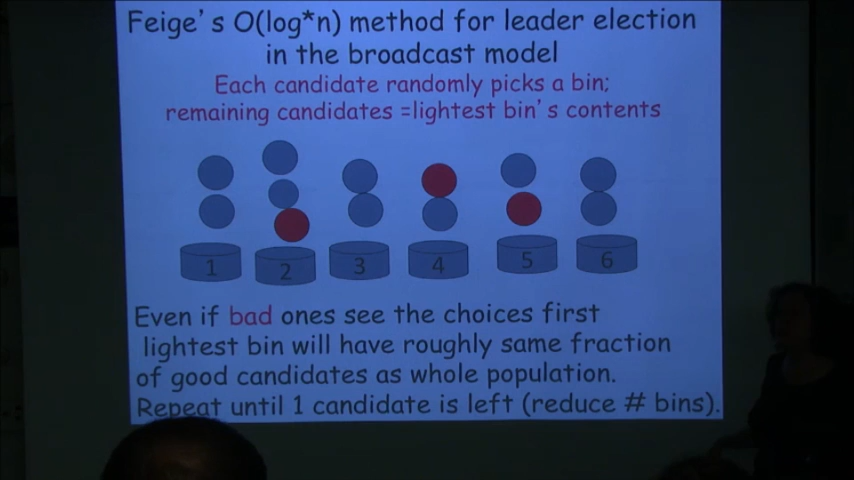 Feige's O(log*n) method for leader election
in the broadcast model
Each candidate randomly picks a bin;
remaining candidates =lightest bin's contents
1 2 3 4 5 6
Even if bad ones see the choices first
lightest bin will have roughly same fraction
of good candidates as whole population.
Repeat until 1 candidate is left (reduce # bins).